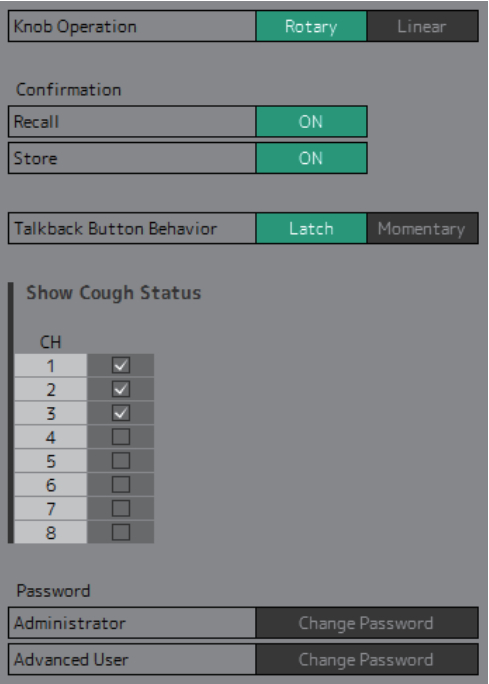 Knob Operation Rotary Linear
Confirmation
Recall ON
Store ON
Talkback Button Behavior Latch Momentary
Show Cough Status
CH
1
2
3
4
5
6
7
8
Password
Administrator Change Password
Advanced User Change Password